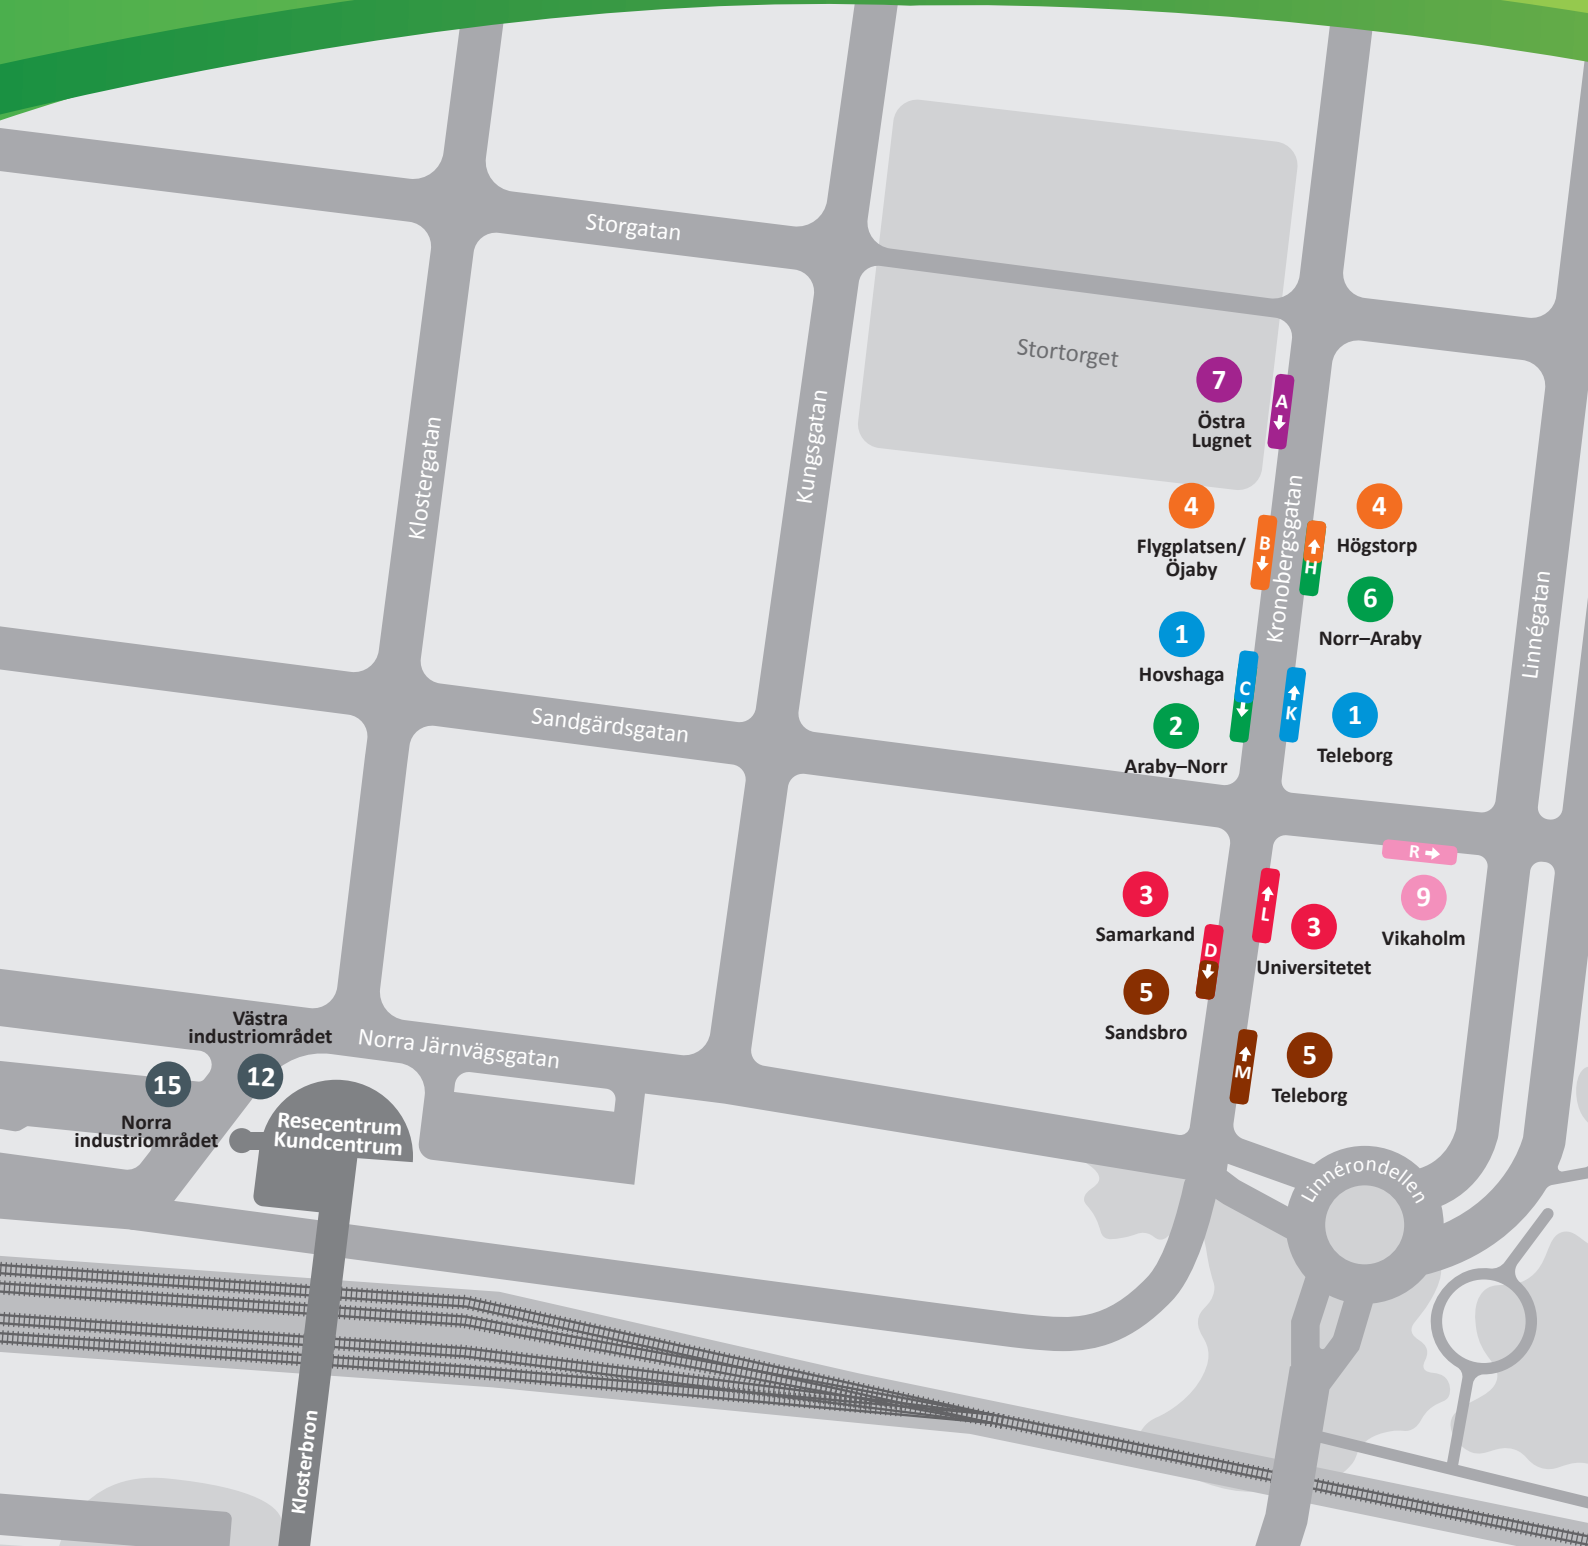 Storgatan
Stortorget
7
Östra
Lugnet
A
Klostergatan
Kungsgatan
Kronobergsgatan
Linnégatan
4
Flygplatsen/
Öjaby
B
H
4
Högstorp
6
Norr–Araby
1
Hovshaga
C
2
Araby–Norr
K
1
Teleborg
Sandgärdsgatan
R
9
Vikaholm
3
Samarkand
D
L
3
Universitetet
5
Sandsbro
M
5
Teleborg
Västra
industriområdet
12
15
Norra
industriområdet
Norra Järnvägsgatan
Resecentrum
Kundcentrum
Linnérondellen
Klosterbron